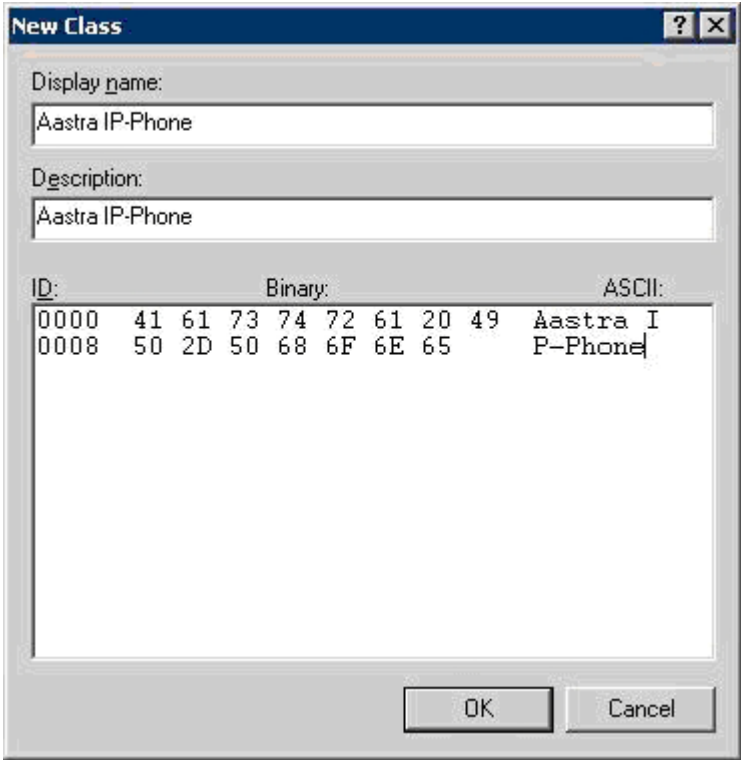 New Class
Display name:
Aastra IP-Phone
Description:
Aastra IP-Phone
ID: Binary: ASCII:
0000 41 61 73 74 72 61 20 49 Aastra I
0008 50 2D 50 68 6F 6E 65 P-Phone
OK Cancel